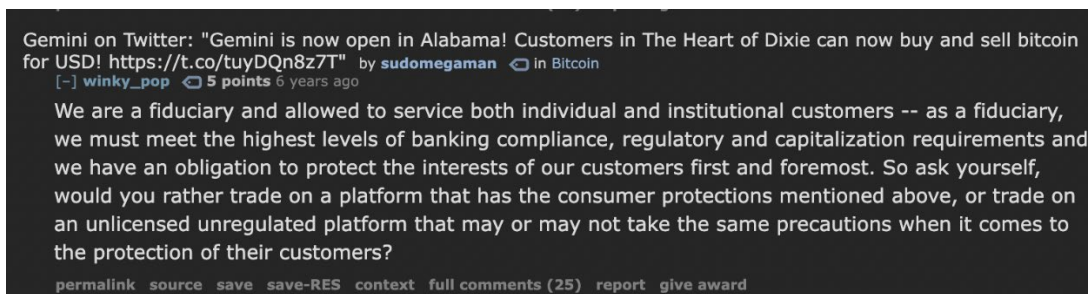 Gemini on Twitter: "Gemini is now open in Alabama! Customers in The Heart of Dixie can now buy and sell bitcoin
for USD! https://t.co/tuyDQn8z7T" by sudomegaman in Bitcoin
[–] winky_pop 5 points 6 years ago
We are a fiduciary and allowed to service both individual and institutional customers -- as a fiduciary,
we must meet the highest levels of banking compliance, regulatory and capitalization requirements and
we have an obligation to protect the interests of our customers first and foremost. So ask yourself,
would you rather trade on a platform that has the consumer protections mentioned above, or trade on
an unlicensed unregulated platform that may or may not take the same precautions when it comes to
the protection of their customers?
permalink source save save-RES context full comments (25) report give award